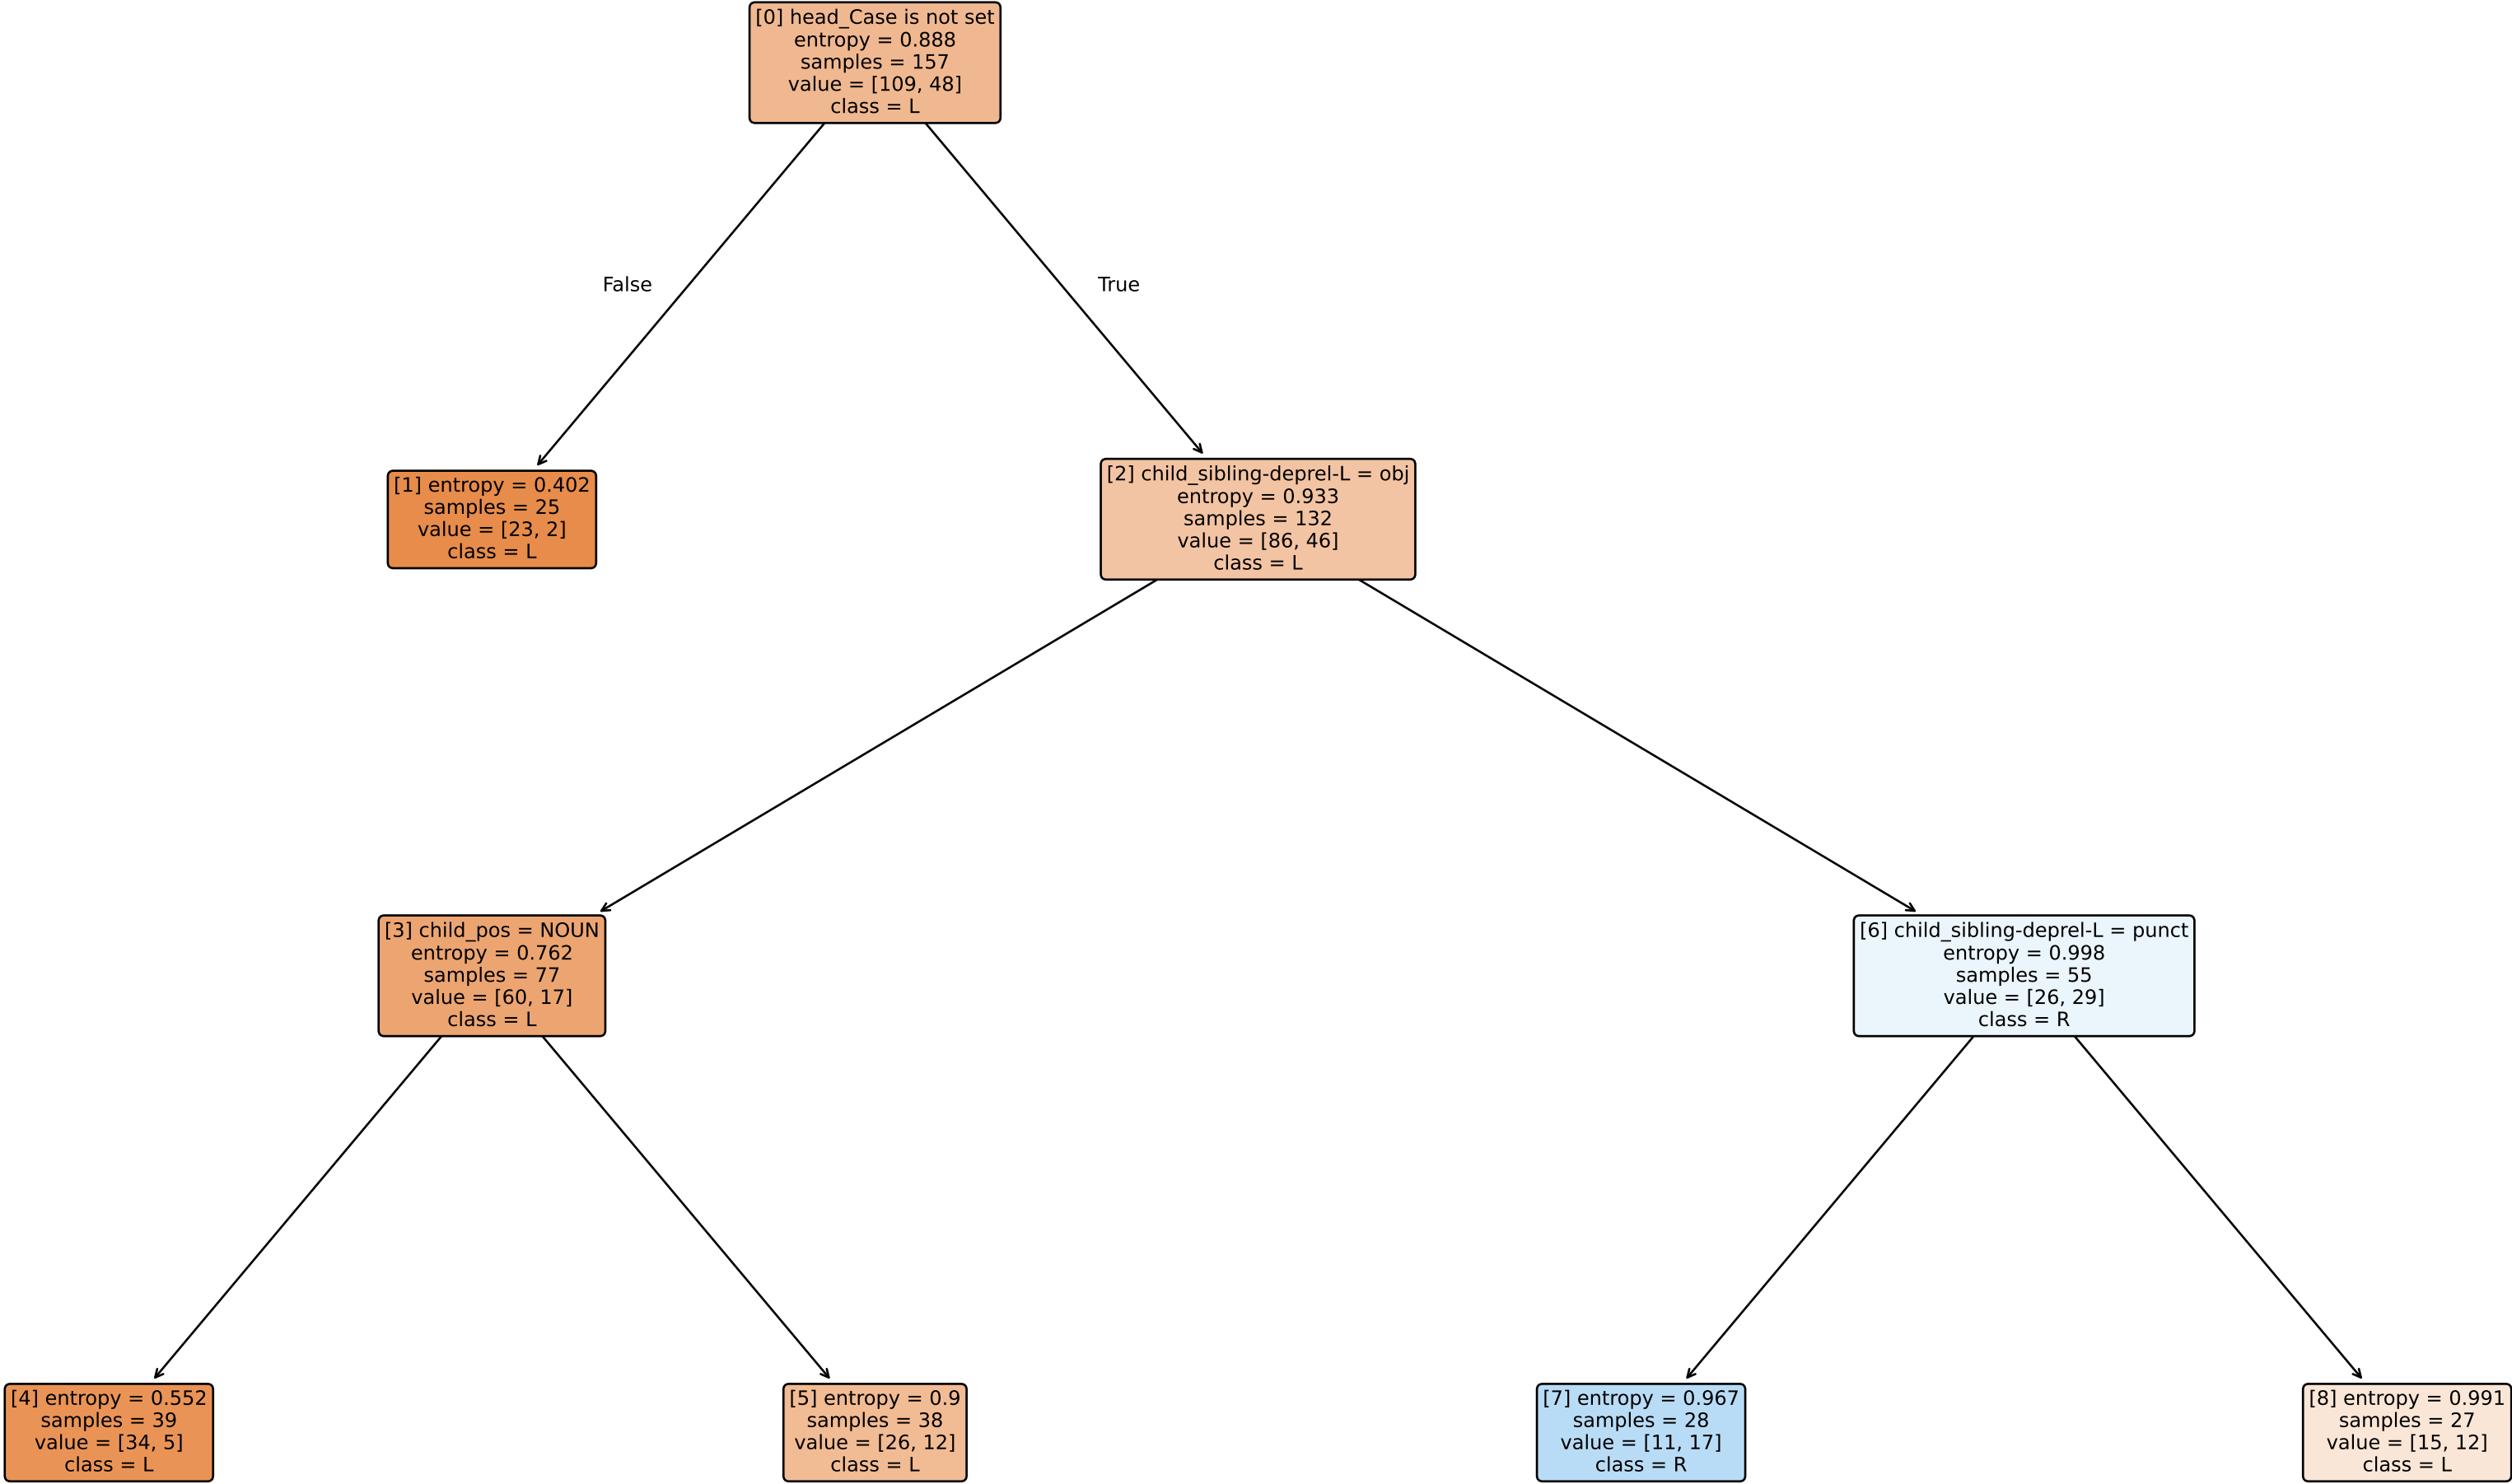 [0] head_Case is not set
entropy = 0.888
samples = 157
value = [109, 48]
class = L
False
True
[1] entropy = 0.402
samples = 25
value = [23, 2]
class = L
[2] child_sibling-deprel-L = obj
entropy = 0.933
samples = 132
value = [86, 46]
class = L
[3] child_pos = NOUN
entropy = 0.762
samples = 77
value = [60, 17]
class = L
[6] child_sibling-deprel-L = punct
entropy = 0.998
samples = 55
value = [26, 29]
class = R
[4] entropy = 0.552
samples = 39
value = [34, 5]
class = L
[5] entropy = 0.9
samples = 38
value = [26, 12]
class = L
[7] entropy = 0.967
samples = 28
value = [11, 17]
class = R
[8] entropy = 0.991
samples = 27
value = [15, 12]
class = L